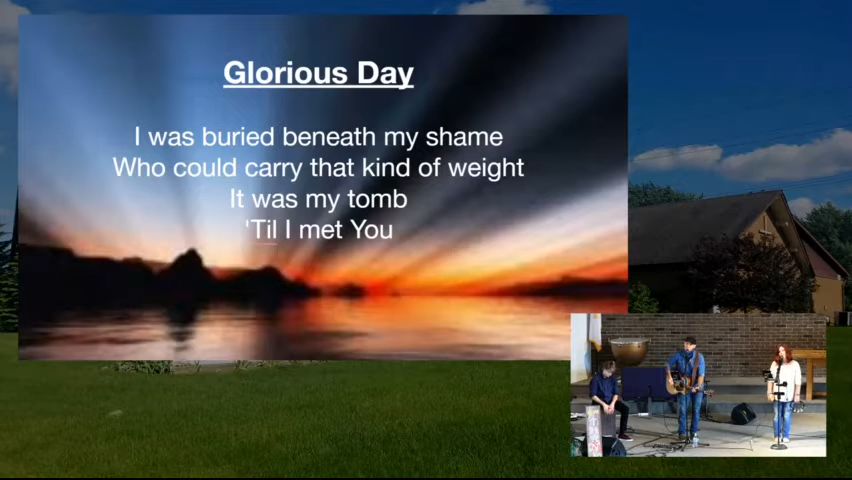 Glorious Day
I was buried beneath my shame
Who could carry that kind of weight
It was my tomb
'Til I met You